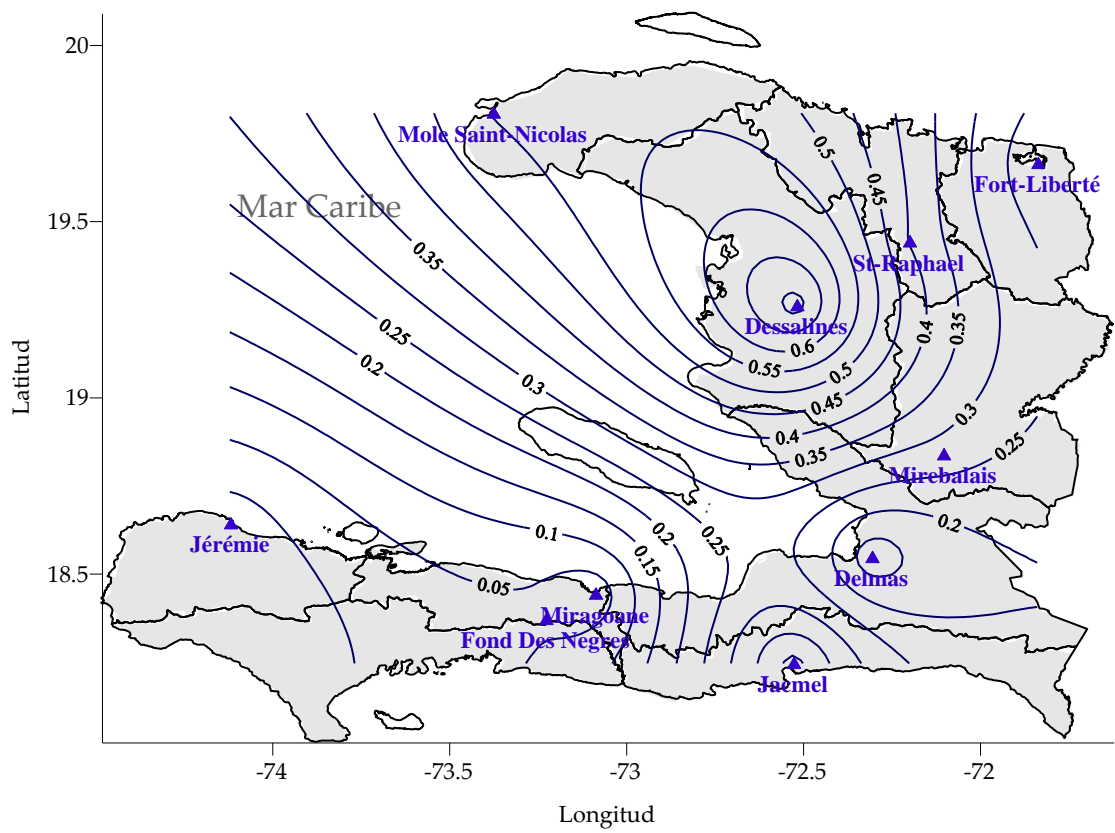 20
Mole Saint-Nicolas
0.5
Fort-Liberté
0.45
Mar Caribe
19.5
0.35
St-Raphael
Dessalines
0.4
0.35
0.25
0.6
0.2
0.55
0.5
0.3
0.45
Latitud
19
0.3
0.4
0.25
0.35
Mirebalais
0.2
0.1
0.2
0.25
Jérémie
0.15
18.5
0.05
Delmas
Miragoane
Fond Des Negres
Jacmel
-74
-73.5
-73
-72.5
-72
Longitud